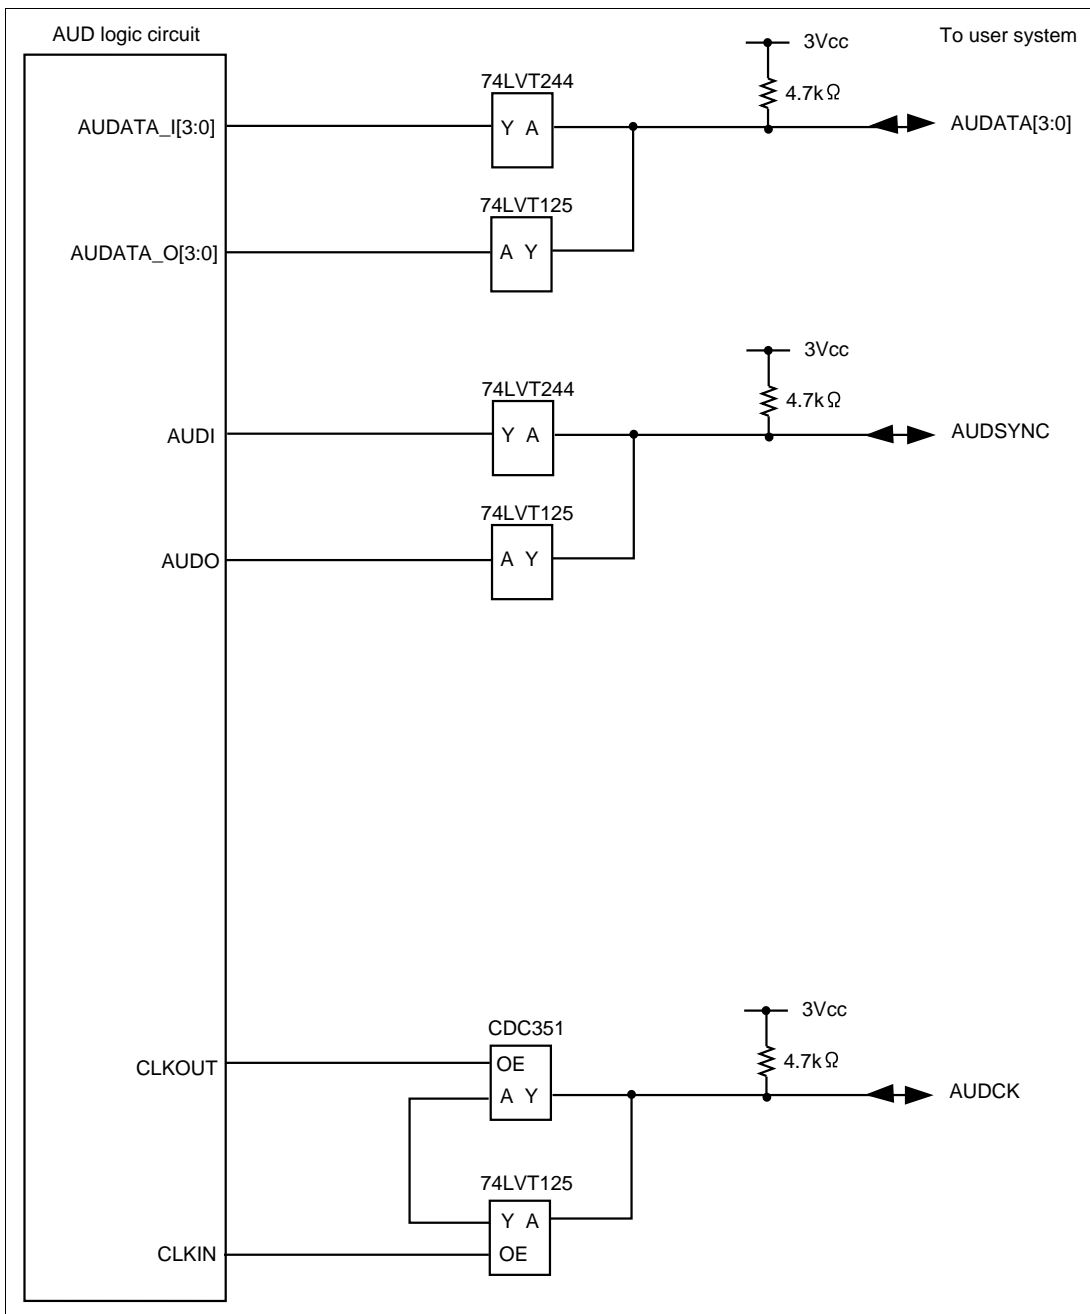 AUD logic circuit
To user system
3Vcc
4.7kΩ
74LVT244
AUDATA_I[3:0]
Y A
AUDATA[3:0]
74LVT125
AUDATA_O[3:0]
A Y
3Vcc
4.7kΩ
74LVT244
AUDI
Y A
AUDSYNC
74LVT125
AUDO
A Y
3Vcc
4.7kΩ
CDC351
CLKOUT
OE
A Y
AUDCK
74LVT125
Y A
CLKIN
OE